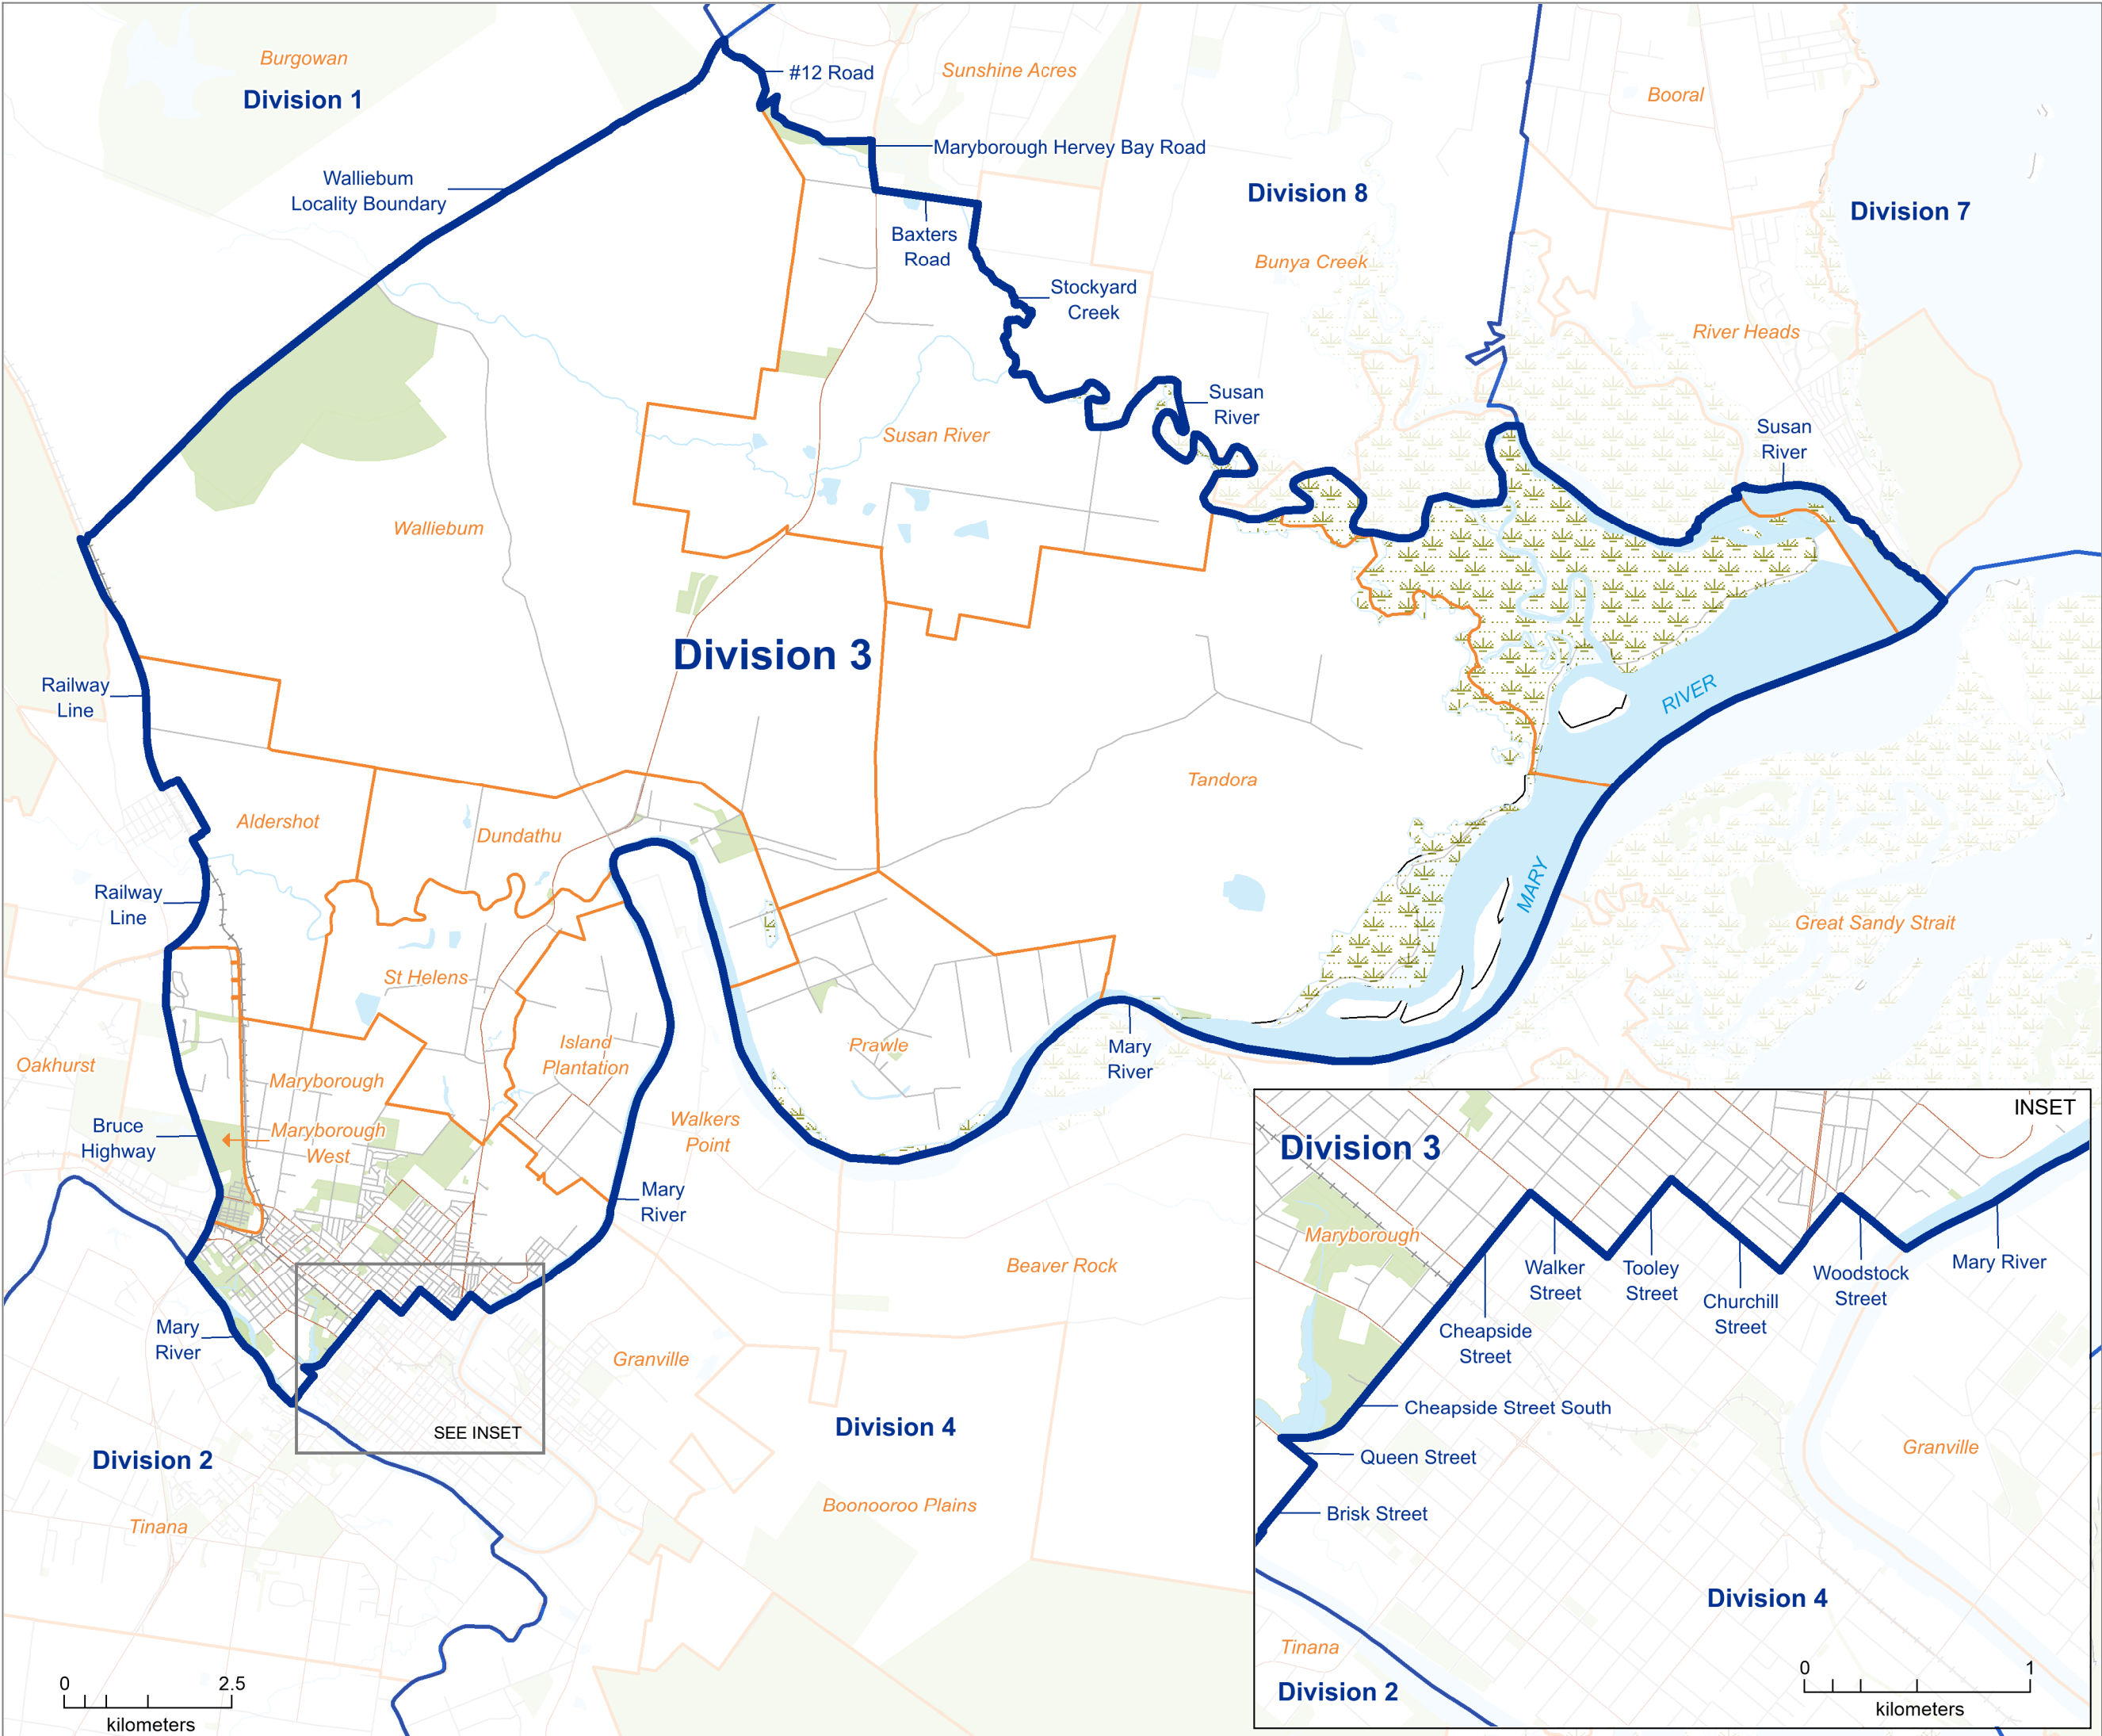 Burgowan
Division 1
#12 Road
Sunshine Acres
Booral
Maryborough Hervey Bay Road
Walliebum
Locality Boundary
Division 8
Division 7
Baxters
Road
Bunya Creek
Stockyard
Creek
River Heads
Susan
River
Susan River
Susan
River
Walliebum
Division 3
Railway
Line
RIVER
Tandora
Aldershot
Dundathu
MARY
Railway
Line
Great Sandy Strait
St Helens
Island
Plantation
Prawle
Mary
River
Oakhurst
Maryborough
Bruce
Highway
Maryborough
West
Walkers
Point
Mary
River
Beaver Rock
Mary
River
Granville
SEE INSET
Division 4
Division 2
Boonooroo Plains
Tinana
0 2.5
kilometers
INSET
Division 3
Maryborough
Walker
Street
Tooley
Street
Churchill
Street
Woodstock
Street
Mary River
Cheapside
Street
Cheapside Street South
Queen Street
Granville
Brisk Street
Division 4
Tinana
Division 2
0 1
kilometers